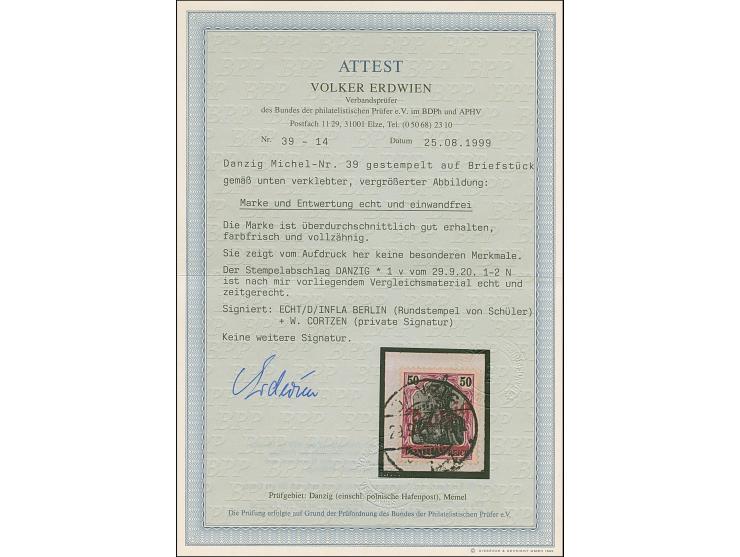 ATTEST
VOLKER ERDWIEN
Verbandsprüfer
des Bundes der philatelistischen Prüfer e.V. im BDPh und APHV
Postfach 11 29, 31001 Elze, Tel. (0 50 68) 23 10
Nr. 39 - 14 Datum 25.08.1999
Danzig Michel-Nr. 39 gestempelt auf Briefstück
gemäß unten verklebter, vergrößerter Abbildung:
Marke und Entwertung echt und einwandfrei
Die Marke ist überdurchschnittlich gut erhalten,
farbfrisch und vollzähnig.
Sie zeigt vom Aufdruck her keine besonderen Merkmale.
Der Stempelabschlag DANZIG * 1 v vom 29.9.20. 1-2 N
ist nach mir vorliegendem Vergleichsmaterial echt und
zeitgerecht.
Signiert: ECHT/D/INFLA BERLIN (Rundstempel von Schüler)
+ W. CORTZEN (private Signatur)
Keine weitere Signatur.
Erdwien
50 50
Prüfgebiet: Danzig (einschl. polnische Hafenpost), Memel
Die Prüfung erfolgte auf Grund der Prüfordnung des Bundes der Philatelistischen Prüfer e.V.